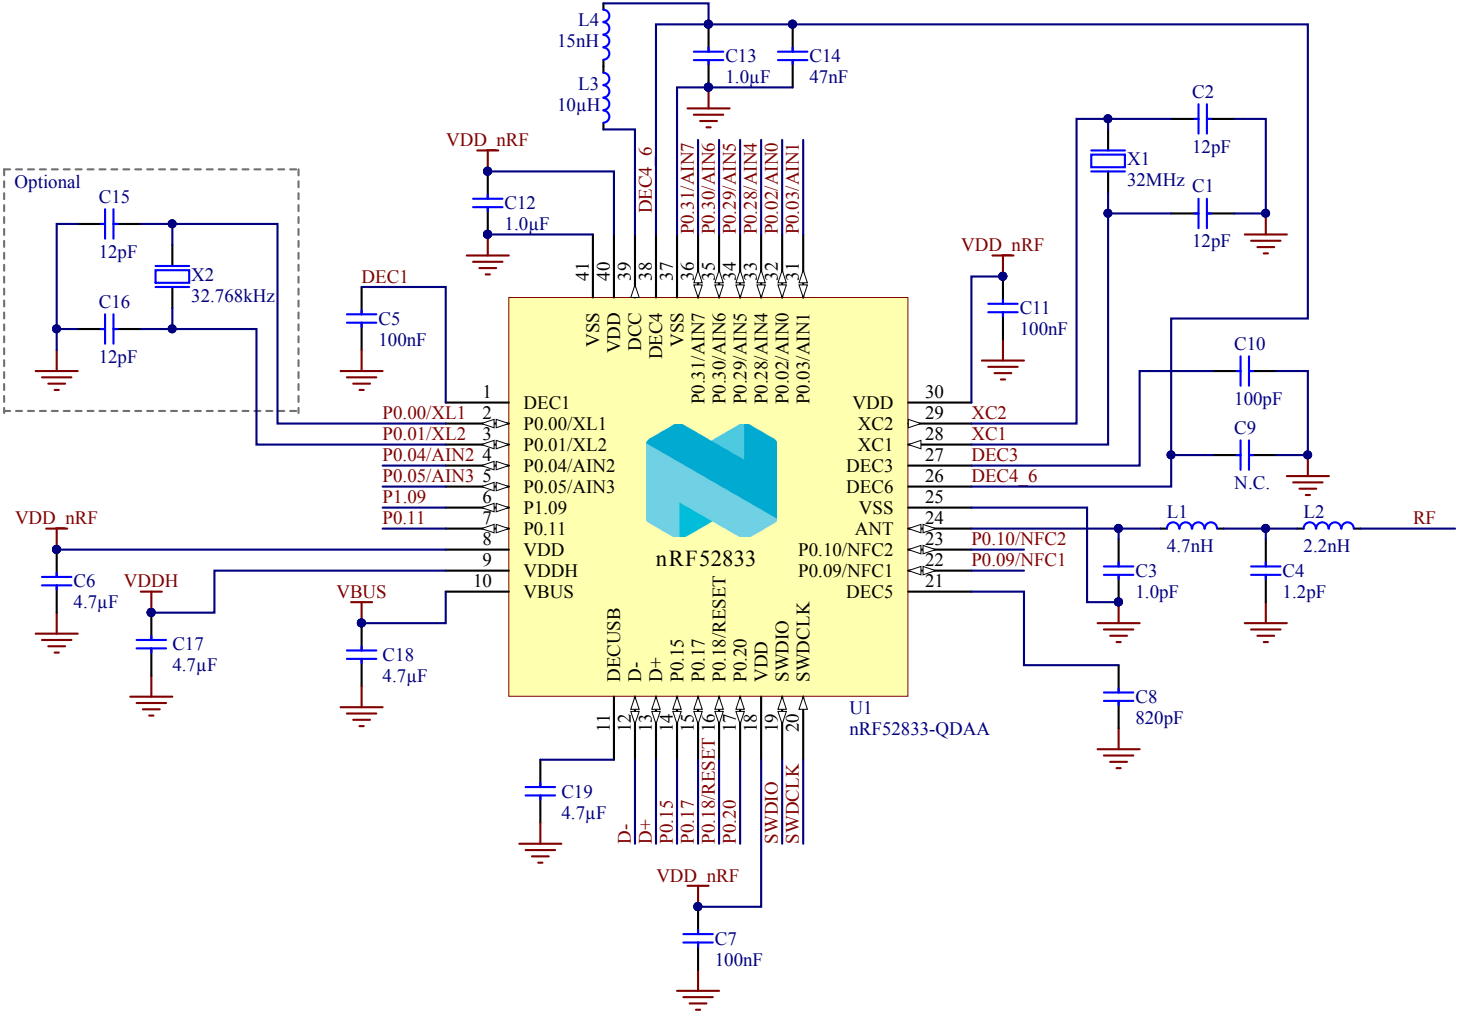 L4
15nH
L3
10µH
C13
1.0µF
C14
47nF
C2
12pF
X1
32MHz
C1
12pF
VDD_nRF
C12
1.0µF
DEC4_6
P0.31/AIN7
P0.30/AIN6
P0.29/AIN5
P0.28/AIN4
P0.02/AIN0
P0.03/AIN1
Optional
C15
12pF
X2
32.768kHz
C16
12pF
DEC1
C5
100nF
VDD_nRF
C11
100nF
C10
100pF
C9
N.C.
41
40
39
38
37
36
35
34
33
32
31
VSS
VDD
DCC
DEC4
VSS
P0.31/AIN7
P0.30/AIN6
P0.29/AIN5
P0.28/AIN4
P0.02/AIN0
P0.03/AIN1
1 DEC1
P0.00/XL1 2 P0.00/XL1
P0.01/XL2 3 P0.01/XL2
P0.04/AIN2 4 P0.04/AIN2
P0.05/AIN3 5 P0.05/AIN3
P1.09 6 P1.09
P0.11 7 P0.11
8 VDD
9 VDDH
10 VBUS
VDD 30
XC2 29 XC2
XC1 28 XC1
DEC3 27 DEC3
DEC6 26 DEC4_6
VSS 25
ANT 24
P0.10/NFC2 23 P0.10/NFC2
P0.09/NFC1 22 P0.09/NFC1
DEC5 21
nRF52833
VDD_nRF
C6
4.7µF
VDDH
C17
4.7µF
VBUS
C18
4.7µF
L1
4.7nH
L2
2.2nH
RF
C3
1.0pF
C4
1.2pF
C8
820pF
DECUSB
D-
D+
P0.15
P0.17
P0.18/RESET
P0.20
VDD
SWDIO
SWDCLK
11
12
13
14
15
16
17
18
19
20
U1
nRF52833-QDAA
C19
4.7µF
D-
D+
P0.15
P0.17
P0.18/RESET
P0.20
SWDIO
SWDCLK
VDD_nRF
C7
100nF